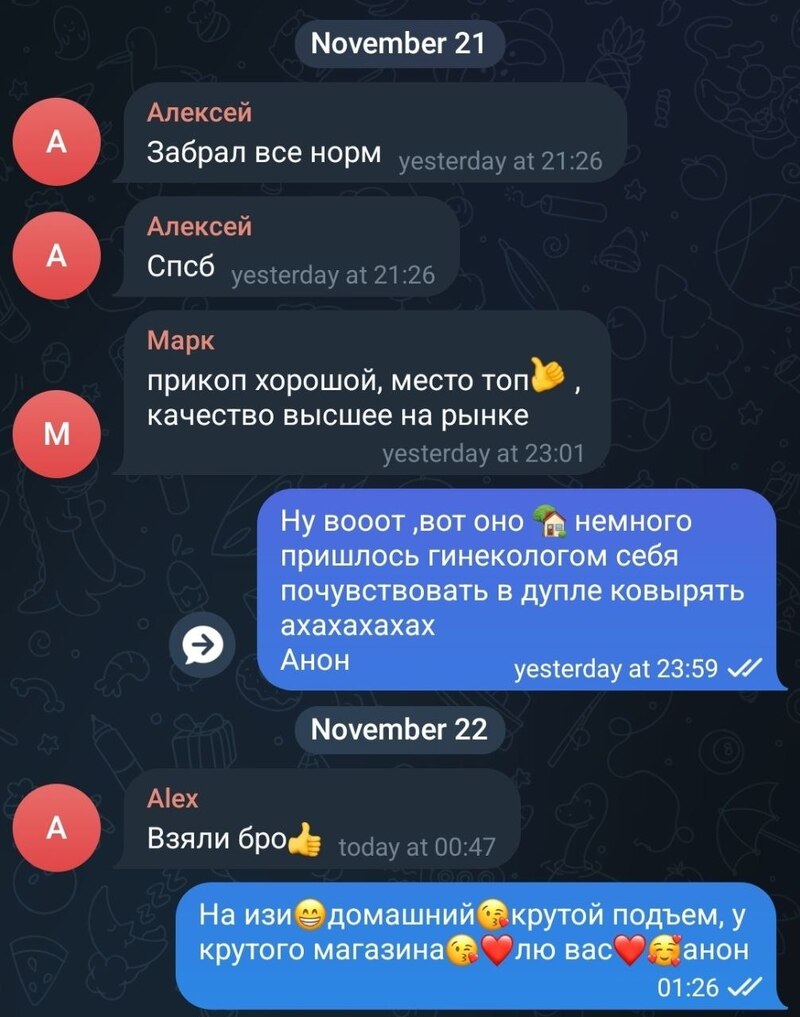 November 21
A
Алексей
Забрал все норм yesterday at 21:26
A
Алексей
Спсб yesterday at 21:26
Марк
прикоп хорошой, место топ👍 ,
качество высшее на рынке
M
yesterday at 23:01
Ну вооот ,вот оно 🏡 немного
пришлось гинекологом себя
почувствовать в дупле ковырять
ахахахахах
Анон yesterday at 23:59
November 22
A
Alex
Взяли бро👍 today at 00:47
На изи😁домашний😘крутой подъем, у
крутого магазина😘❤️лю вас❤️🥰анон
01:26